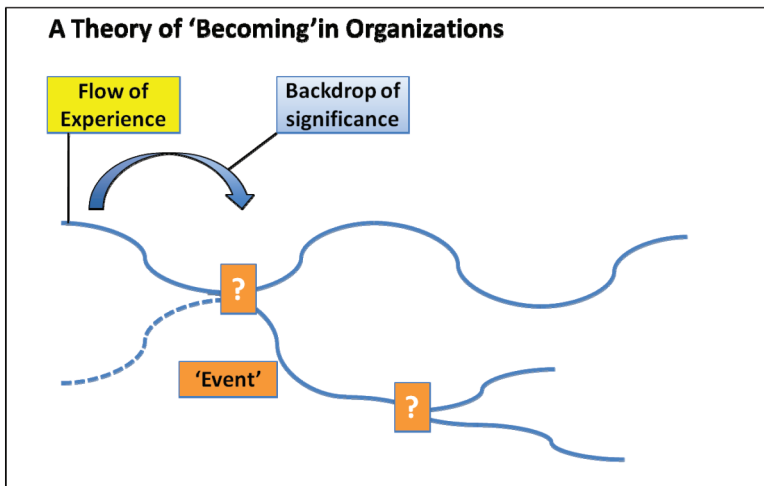 A Theory of ‘Becoming’in Organizations
Flow of
Experience
Backdrop of
significance
?
‘Event’
?